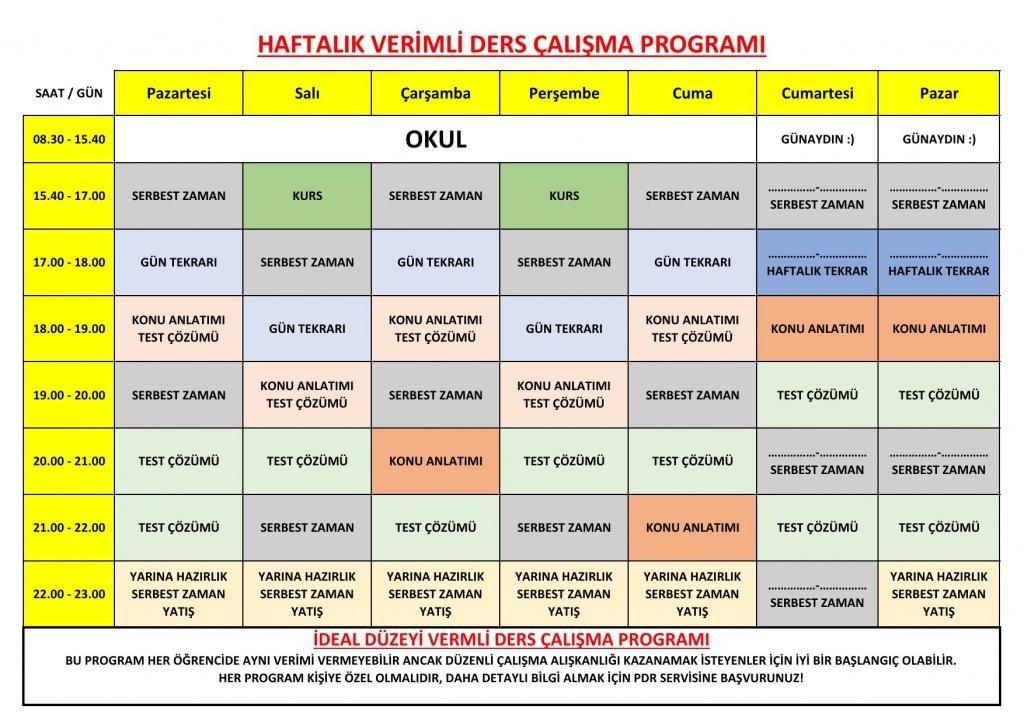 HAFTALIK VERİMLİ DERS ÇALIŞMA PROGRAMI
SAAT / GÜN Pazartesi Salı Çarşamba Perşembe Cuma Cumartesi Pazar
08.30 - 15.40 OKUL GÜNAYDIN :) GÜNAYDIN :)
15.40 - 17.00 SERBEST ZAMAN KURS SERBEST ZAMAN KURS SERBEST ZAMAN ……………-…………… SERBEST ZAMAN ……………-…………… SERBEST ZAMAN
17.00 - 18.00 GÜN TEKRARI SERBEST ZAMAN GÜN TEKRARI SERBEST ZAMAN GÜN TEKRARI ……………-…………… HAFTALIK TEKRAR ……………-…………… HAFTALIK TEKRAR
18.00 - 19.00 KONU ANLATIMI TEST ÇÖZÜMÜ GÜN TEKRARI KONU ANLATIMI TEST ÇÖZÜMÜ GÜN TEKRARI KONU ANLATIMI TEST ÇÖZÜMÜ KONU ANLATIMI KONU ANLATIMI
19.00 - 20.00 SERBEST ZAMAN KONU ANLATIMI TEST ÇÖZÜMÜ SERBEST ZAMAN KONU ANLATIMI TEST ÇÖZÜMÜ SERBEST ZAMAN TEST ÇÖZÜMÜ TEST ÇÖZÜMÜ
20.00 - 21.00 TEST ÇÖZÜMÜ TEST ÇÖZÜMÜ KONU ANLATIMI TEST ÇÖZÜMÜ TEST ÇÖZÜMÜ ……………-…………… SERBEST ZAMAN ……………-…………… SERBEST ZAMAN
21.00 - 22.00 TEST ÇÖZÜMÜ SERBEST ZAMAN TEST ÇÖZÜMÜ SERBEST ZAMAN KONU ANLATIMI TEST ÇÖZÜMÜ TEST ÇÖZÜMÜ
22.00 - 23.00 YARINA HAZIRLIK SERBEST ZAMAN YATIŞ YARINA HAZIRLIK SERBEST ZAMAN YATIŞ YARINA HAZIRLIK SERBEST ZAMAN YATIŞ YARINA HAZIRLIK SERBEST ZAMAN YATIŞ YARINA HAZIRLIK SERBEST ZAMAN YATIŞ ……………-…………… SERBEST ZAMAN YARINA HAZIRLIK SERBEST ZAMAN YATIŞ
İDEAL DÜZEYİ VERMLİ DERS ÇALIŞMA PROGRAMI
BU PROGRAM HER ÖĞRENCİDE AYNI VERİMİ VERMEYEBİLİR ANCAK DÜZENLİ ÇALIŞMA ALIŞKANLIĞI KAZANAMAK İSTEYENLER İÇİN İYİ BİR BAŞLANGIÇ OLABİLİR.
HER PROGRAM KİŞİYE ÖZEL OLMALIDIR, DAHA DETAYLI BİLGİ ALMAK İÇİN PDR SERVİSİNE BAŞVURUNUZ!